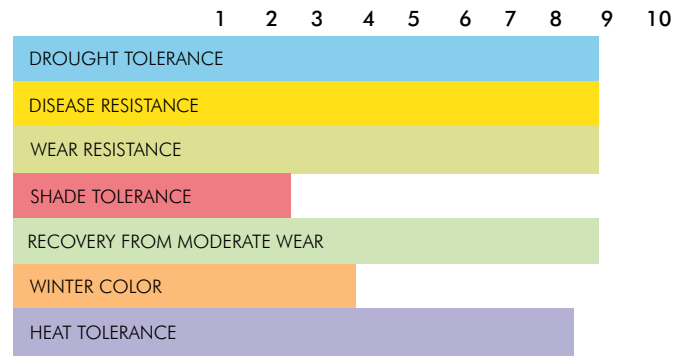 1 2 3 4 5 6 7 8 9 10
DROUGHT TOLERANCE
DISEASE RESISTANCE
WEAR RESISTANCE
SHADE TOLERANCE
RECOVERY FROM MODERATE WEAR
WINTER COLOR
HEAT TOLERANCE